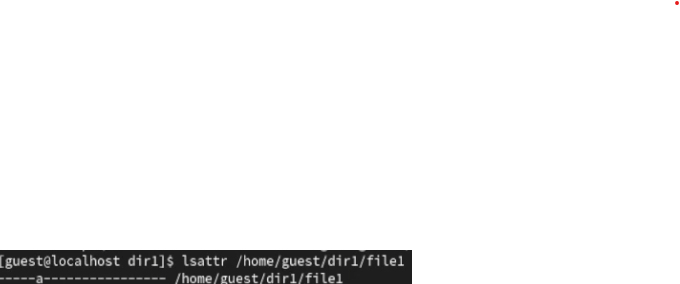 [guest@localhost dir1]$ lsattr /home/guest/dir1/file1
-----a---------------- /home/guest/dir1/file1